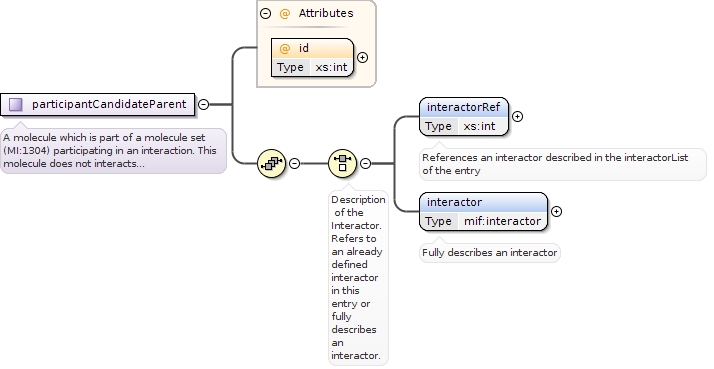 @ Attributes
@ id
Type xs:int
participantCandidateParent
A molecule which is part of a molecule set
(MI:1304) participating in an interaction. This
molecule does not interacts...
interactorRef
Type xs:int
References an interactor described in the interactorList
of the entry
Description
of the
Interactor.
Refers to
an already
defined
interactor
in this
entry or
fully
describes
an
interactor.
interactor
Type mif:interactor
Fully describes an interactor